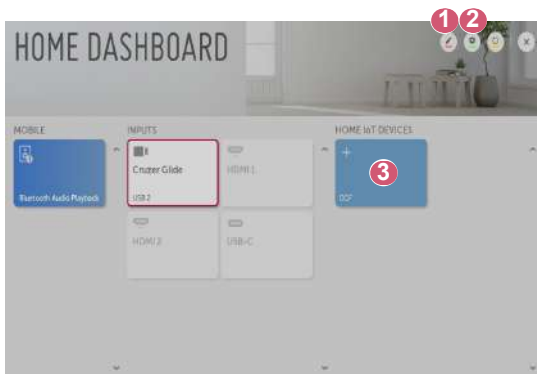 1 2
HOME DASHBOARD
MOBILE
INPUTS
HOME IoT DEVICES
Cruzer Glide
HDMI 1
3
Bluetooth Audio Playback
USB 2
OCF
HDMI 2
USB-C